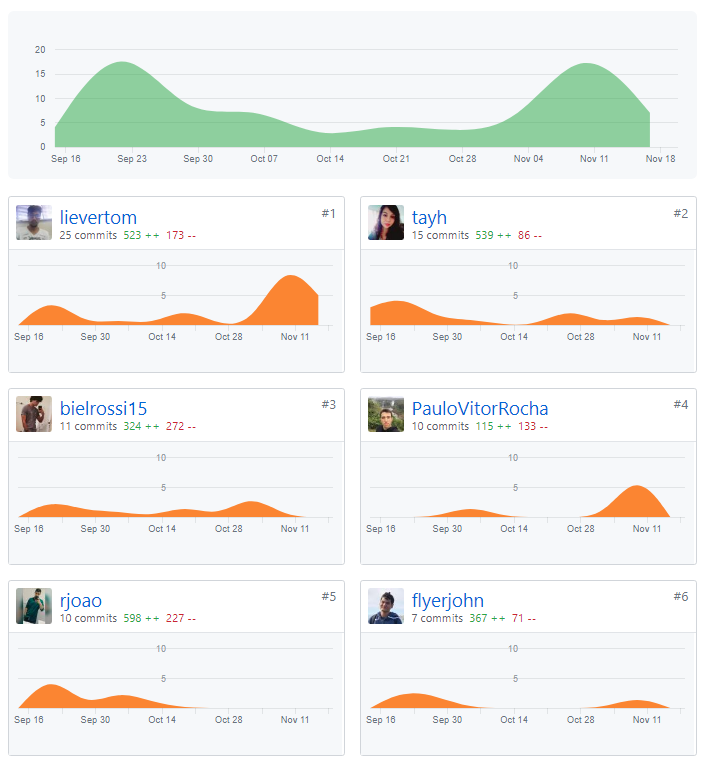 20
15
10
5
0
Sep 16 Sep 23 Sep 30 Oct 07 Oct 14 Oct 21 Oct 28 Nov 04 Nov 11 Nov 18
lievertom #1
25 commits 523 ++ 173 --
10
5
Sep 16 Sep 30 Oct 14 Oct 28 Nov 11
tayh #2
15 commits 539 ++ 86 --
10
5
Sep 16 Sep 30 Oct 14 Oct 28 Nov 11
bielrossi15 #3
11 commits 324 ++ 272 --
10
5
Sep 16 Sep 30 Oct 14 Oct 28 Nov 11
PauloVitorRocha #4
10 commits 115 ++ 133 --
10
5
Sep 16 Sep 30 Oct 14 Oct 28 Nov 11
rjoao #5
10 commits 598 ++ 227 --
10
5
Sep 16 Sep 30 Oct 14 Oct 28 Nov 11
flyerjohn #6
7 commits 367 ++ 71 --
10
5
Sep 16 Sep 30 Oct 14 Oct 28 Nov 11